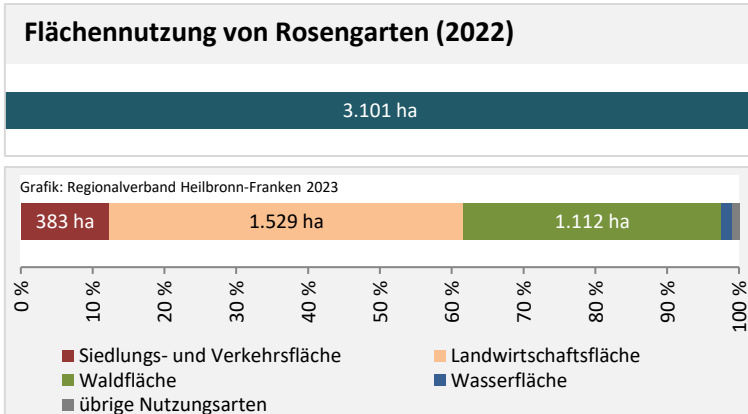 Flächennutzung von Rosengarten (2022)
3.101 ha
Grafik: Regionalverband Heilbronn-Franken 2023
383 ha 1.529 ha 1.112 ha
0 % 10 % 20 % 30 % 40 % 50 % 60 % 70 % 80 % 90 % 100 %
Siedlungs- und Verkehrsfläche Landwirtschaftsfläche
Waldfläche Wasserfläche
übrige Nutzungsarten